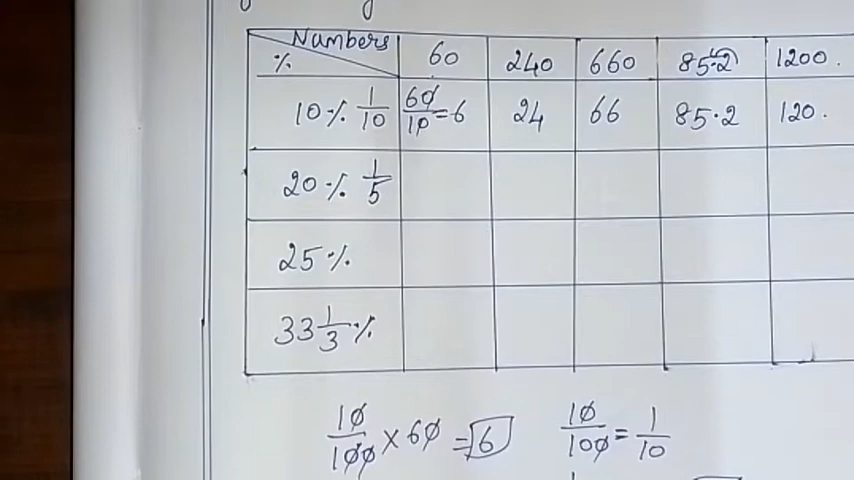 Numbers
% 60 240 660 85.2 1200.
10% 1/10 60/10=6 24 66 85.2 120.
20% 1/5
25%
33 1/3 %
10/100 × 60 = 6 10/100 = 1/10